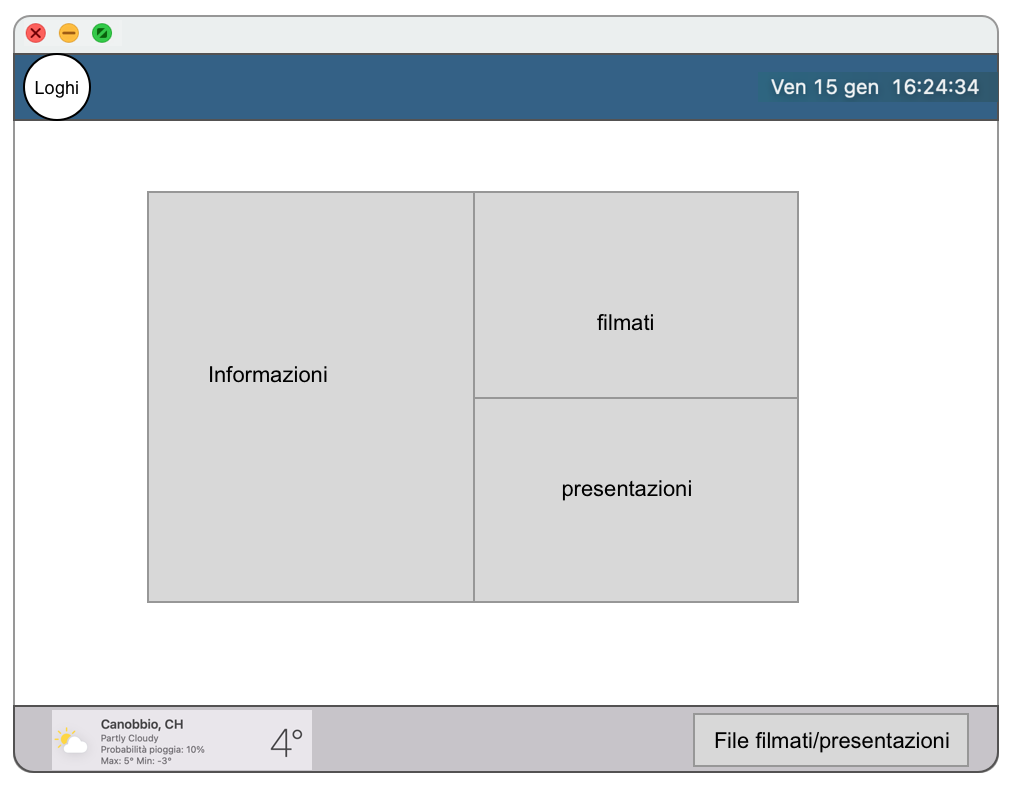 Loghi
Ven 15 gen 16:24:34
Informazioni
filmati
presentazioni
Canobbio, CH
Partly Cloudy
Probabilità pioggia: 10%
Max: 5° Min: -3°
4°
File filmati/presentazioni